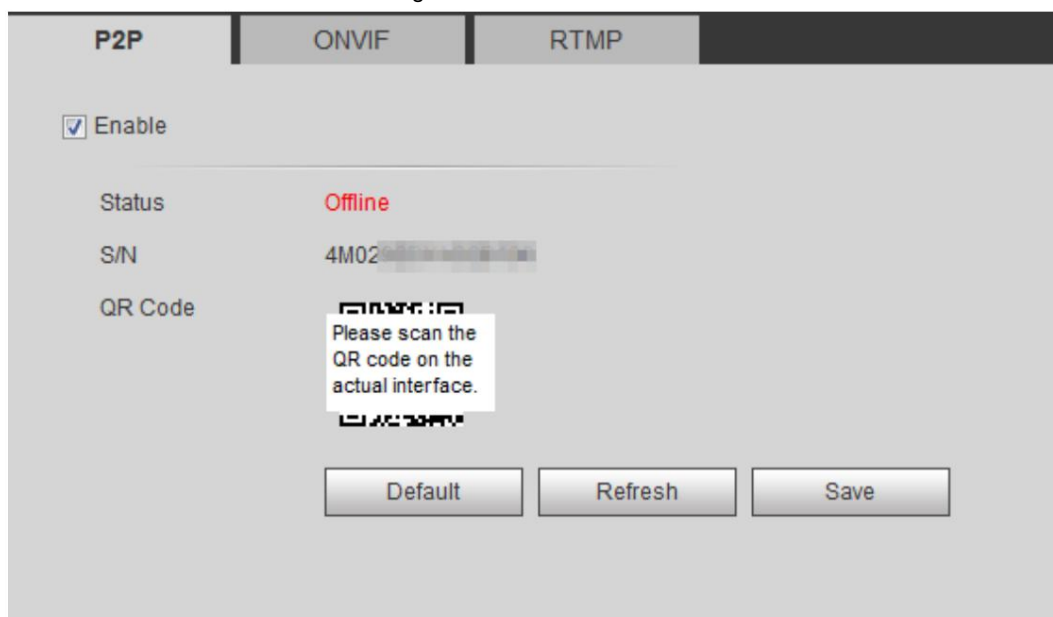 P2P ONVIF RTMP
Enable
Status Offline
S/N 4M02
QR Code
Please scan the
QR code on the
actual interface.
Default Refresh Save